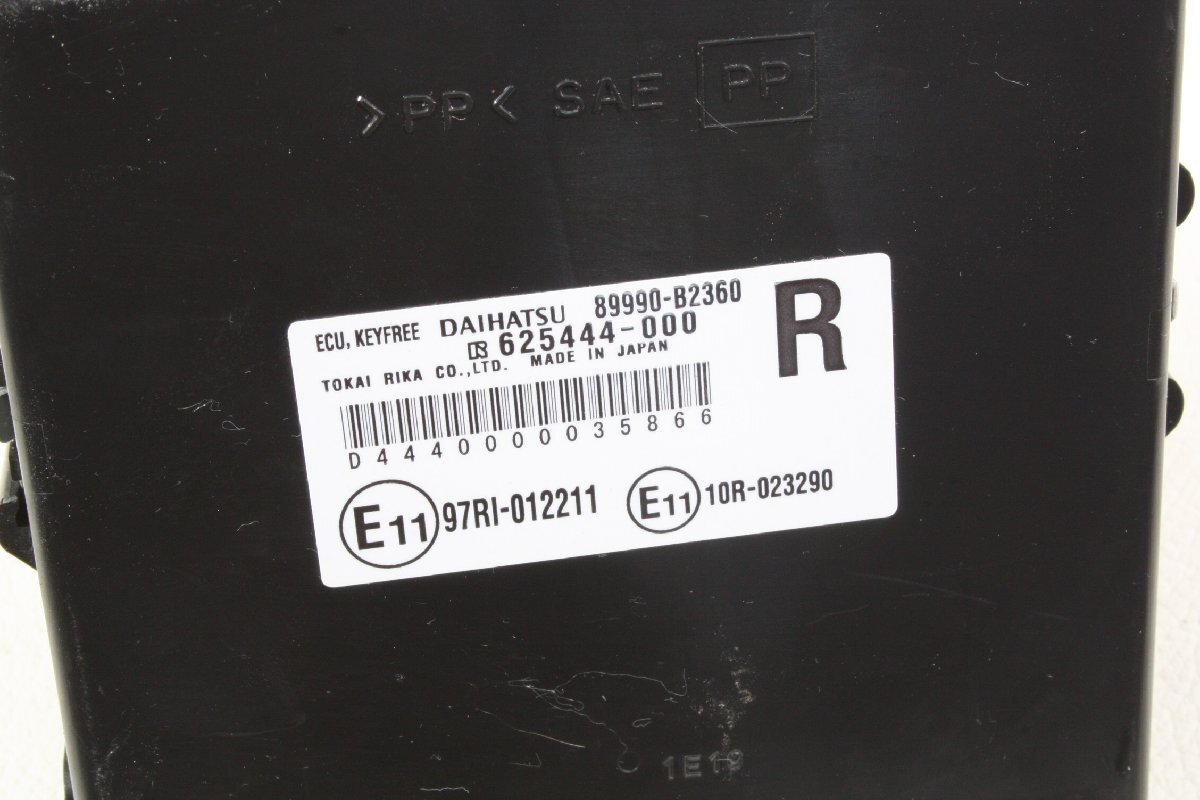 >PP< SAE PP
ECU, KEYFREE DAIHATSU 89990-B2360
625444-000
TOKAI RIKA CO.,LTD. MADE IN JAPAN
R
D4440000035866
E11 97RI-012211 E11 10R-023290
1E19